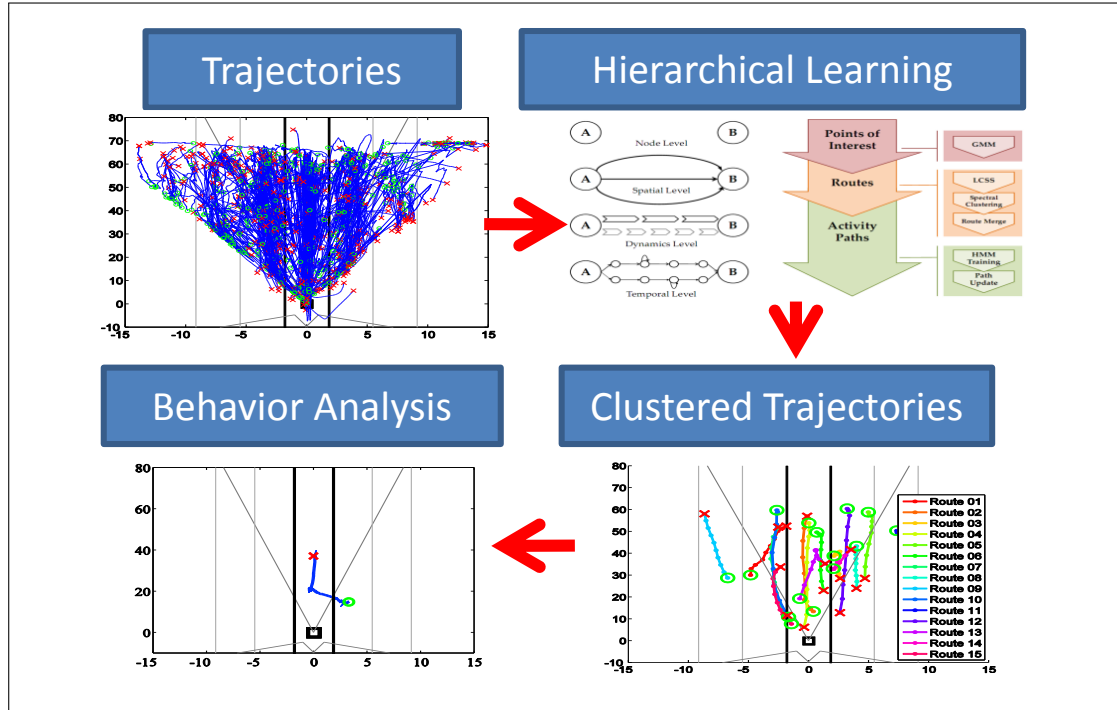 Trajectories
Hierarchical Learning
80
70
60
50
40
30
20
10
0
-10
-15
-10
-5
0
5
10
15
A
B
Node Level
A
B
Spatial Level
A
B
Dynamics Level
A
B
Temporal Level
Points of
Interest
Routes
Activity
Paths
GMM
LCSS
Spectral
Clustering
Route Merge
HMM
Training
Path
Update
Behavior Analysis
Clustered Trajectories
80
60
40
20
0
-15
-10
-5
0
5
10
15
80
70
60
50
40
30
20
10
0
-10
-15
-10
-5
0
5
10
15
Route 01
Route 02
Route 03
Route 04
Route 05
Route 06
Route 07
Route 08
Route 09
Route 10
Route 11
Route 12
Route 13
Route 14
Route 15